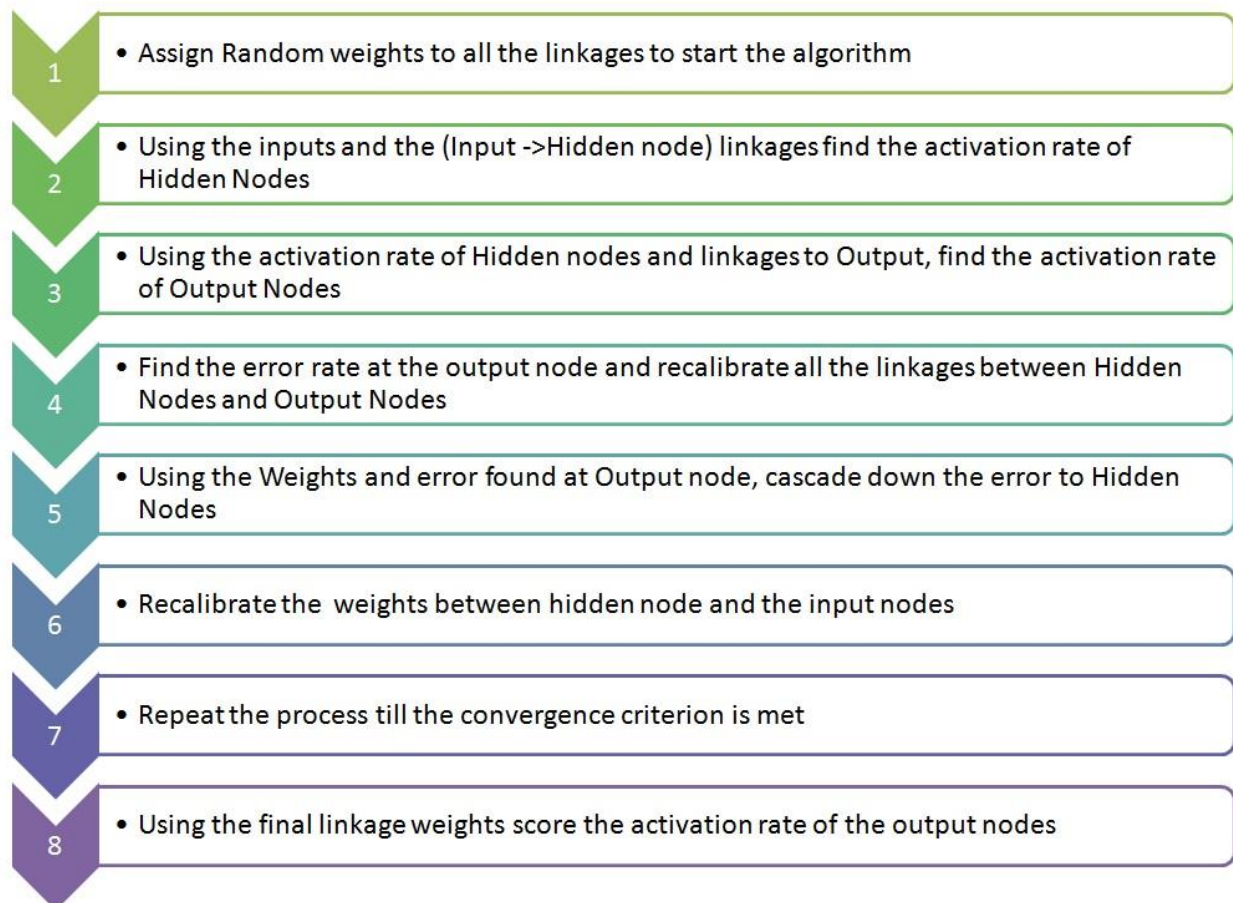 1
• Assign Random weights to all the linkages to start the algorithm
2
• Using the inputs and the (Input ->Hidden node) linkages find the activation rate of
Hidden Nodes
3
• Using the activation rate of Hidden nodes and linkages to Output, find the activation rate
of Output Nodes
4
• Find the error rate at the output node and recalibrate all the linkages between Hidden
Nodes and Output Nodes
5
• Using the Weights and error found at Output node, cascade down the error to Hidden
Nodes
6
• Recalibrate the weights between hidden node and the input nodes
7
• Repeat the process till the convergence criterion is met
8
• Using the final linkage weights score the activation rate of the output nodes